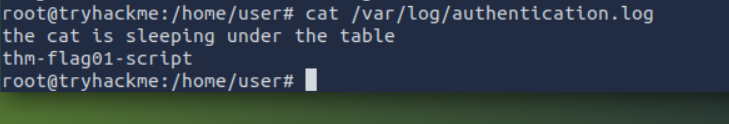 root@tryhackme:/home/user# cat /var/log/authentication.log
the cat is sleeping under the table
thm-flag01-script
root@tryhackme:/home/user#